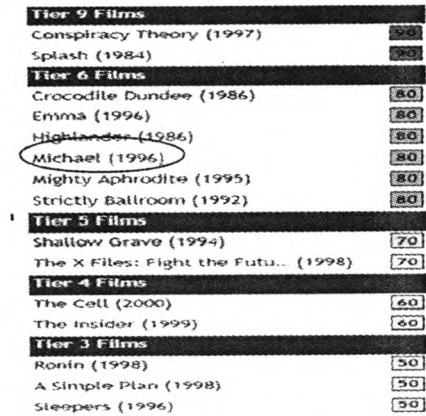 Tier 9 Films
Conspiracy Theory (1997) 90
Splash (1984) 90
Tier 6 Films
Crocodile Dundee (1986) 80
Emma (1996) 80
Highlander (1986) 80
Michael (1996) 80
Mighty Aphrodite (1995) 80
Strictly Ballroom (1992) 80
Tier 5 Films
Shallow Grave (1994) 70
The X Files: Fight the Futu... (1998) 70
Tier 4 Films
The Cell (2000) 60
The Insider (1999) 60
Tier 3 Films
Ronin (1998) 50
A Simple Plan (1998) 50
Sleepers (1996) 50